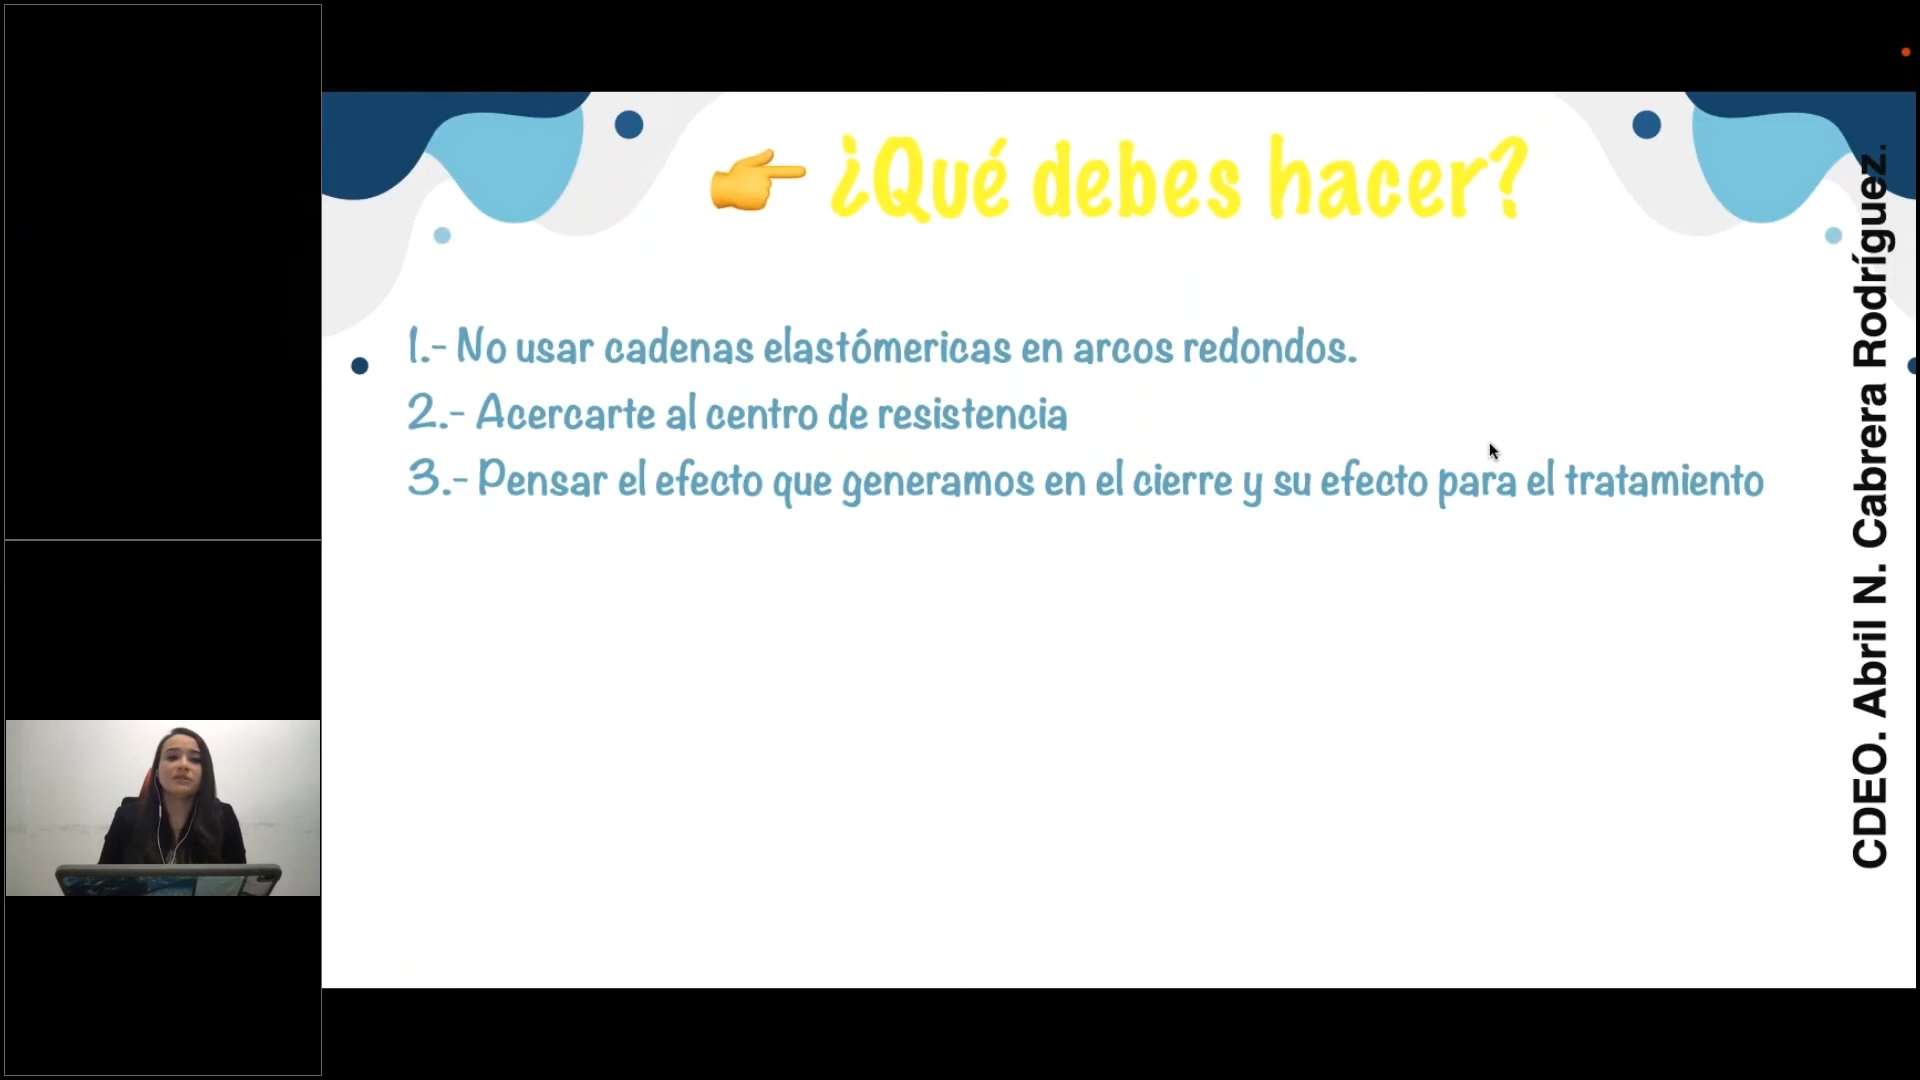 ¿Qué debes hacer?
1.- No usar cadenas elastómericas en arcos redondos.
2.- Acercarte al centro de resistencia
3.- Pensar el efecto que generamos en el cierre y su efecto para el tratamiento
CDEO. Abril N. Cabrera Rodríguez.